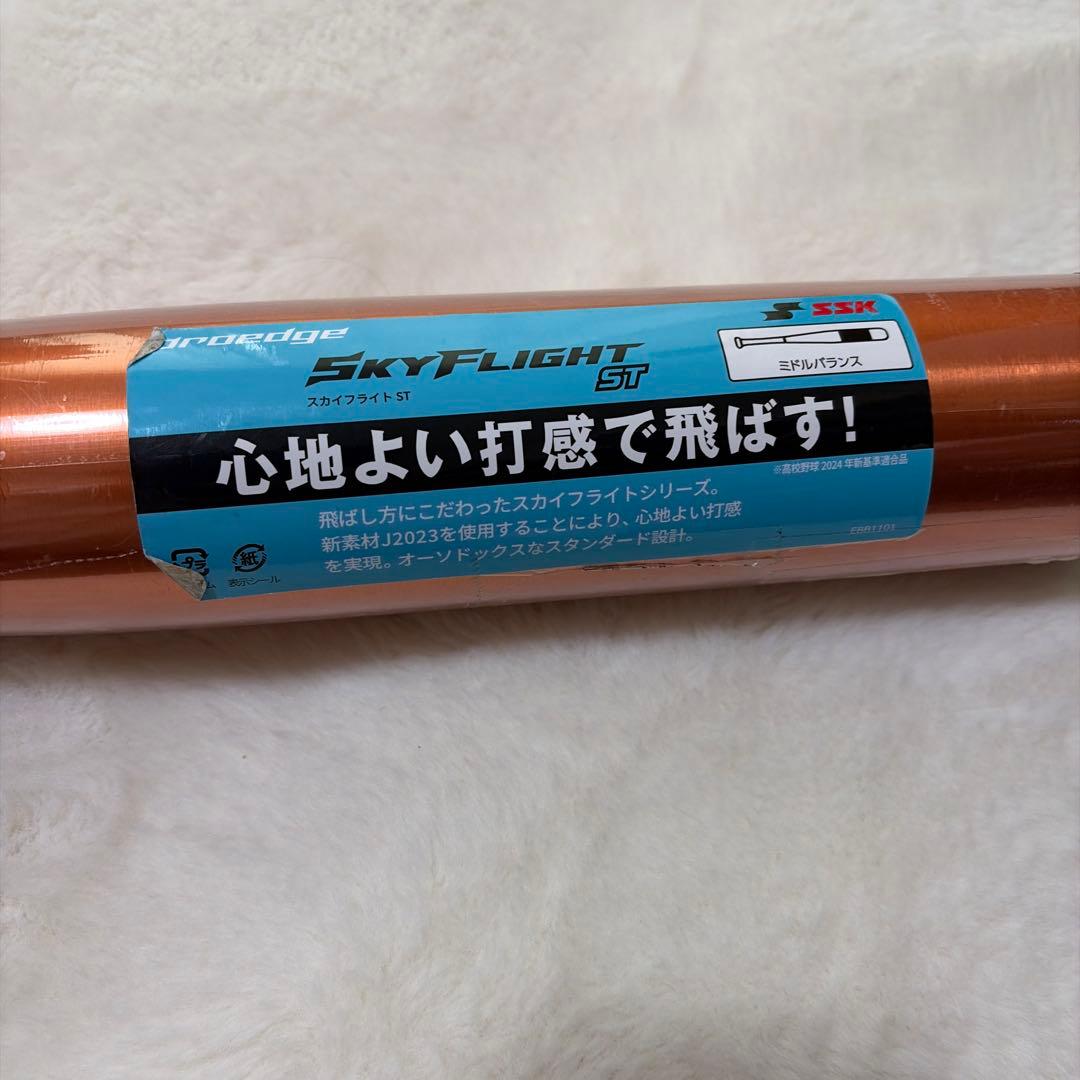 proedge
SKYFLIGHT
ST
スカイフライト ST
SSK
ミドルバランス
心地よい打感で飛ばす!
※高校野球 2024 年新基準適合品
飛ばし方にこだわったスカイフライトシリーズ。
新素材J2023を使用することにより、心地よい打感
を実現。オーソドックスなスタンダード設計。
EBB1101
プラ
紙
表示シール